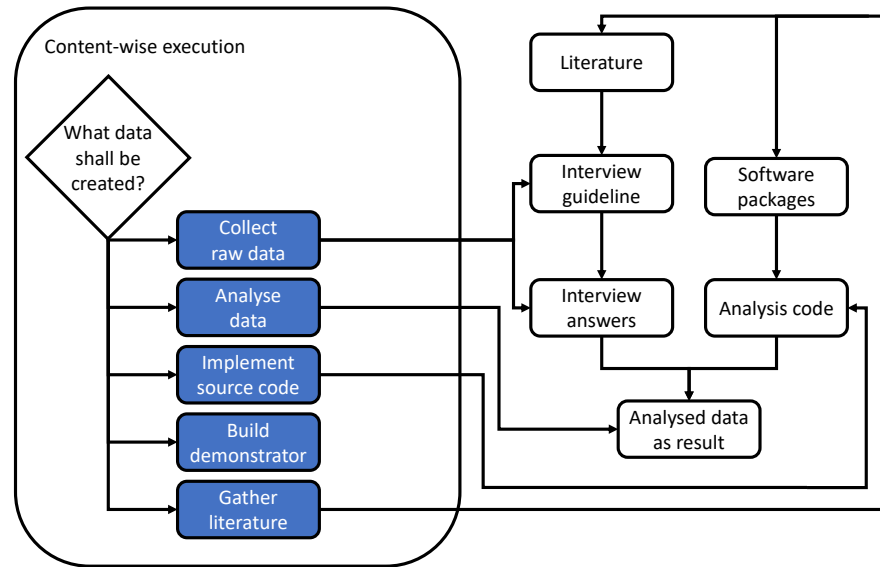 Content-wise execution
What data
shall be
created?
Collect
raw data
Analyse
data
Implement
source code
Build
demonstrator
Gather
literature
Literature
Interview
guideline
Software
packages
Interview
answers
Analysis code
Analysed data
as result